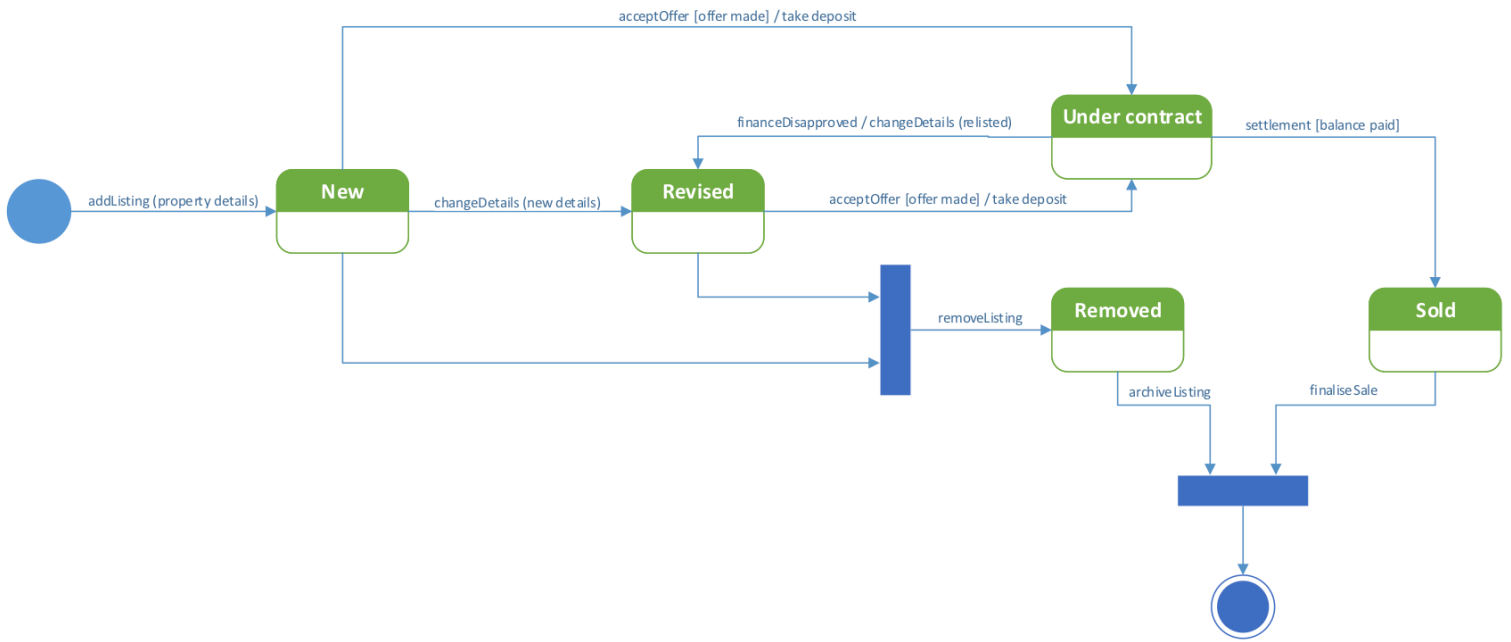 acceptOffer [offer made] / take deposit
Under contract
financeDisapproved / changeDetails (relisted)
settlement [balance paid]
New
Revised
addListing (property details)
changeDetails (new details)
acceptOffer [offer made] / take deposit
Removed
Sold
removeListing
archiveListing
finaliseSale